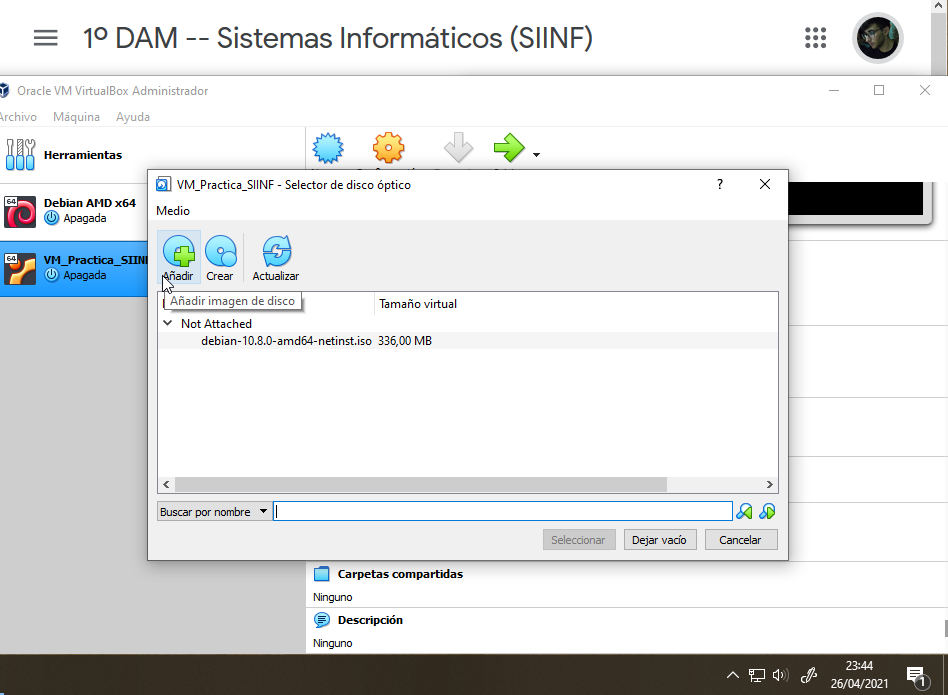 1º DAM -- Sistemas Informáticos (SIINF)
Oracle VM VirtualBox Administrador
Archivo Máquina Ayuda
Herramientas
64 Debian AMD x64
Apagada
64 VM_Practica_SIINF
Apagada
VM_Practica_SIINF - Selector de disco óptico ?
Medio
Añadir Crear Actualizar
Añadir imagen de disco
Tamaño virtual
Not Attached
debian-10.8.0-amd64-netinst.iso 336,00 MB
Buscar por nombre
Seleccionar Dejar vacío Cancelar
Carpetas compartidas
Ninguno
Descripción
Ninguno
23:44
26/04/2021
1